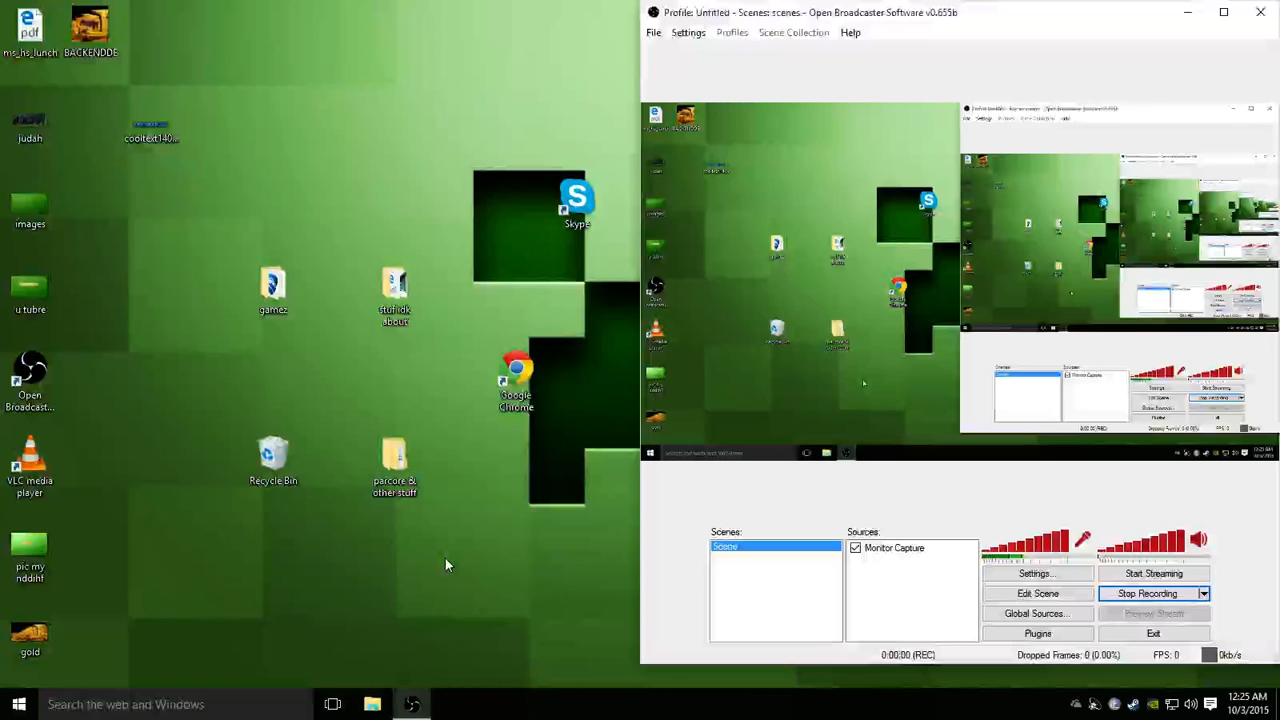 Profile: Untitled - Scenes: scenes - Open Broadcaster Software v0.655b
File Settings Profiles Scene Collection Help
ms_hs_lunch
BACKENDDE
judah
cooltext140...
images
Skype
u tubre
gamez
stuf idk
about
Open
Broadcast...
Google
Chrome
VLC media
player
Recycle Bin
parcore &
other stuff
pic my
nddihf
gold
Scenes:
Scene
Sources:
Monitor Capture
Settings...
Start Streaming
Edit Scene
Stop Recording
Global Sources...
Preview Stream
Plugins
Exit
0:00:00 (REC)
Dropped Frames: 0 (0.00%)
FPS: 0
0kb/s
Search the web and Windows
12:25 AM
10/3/2015